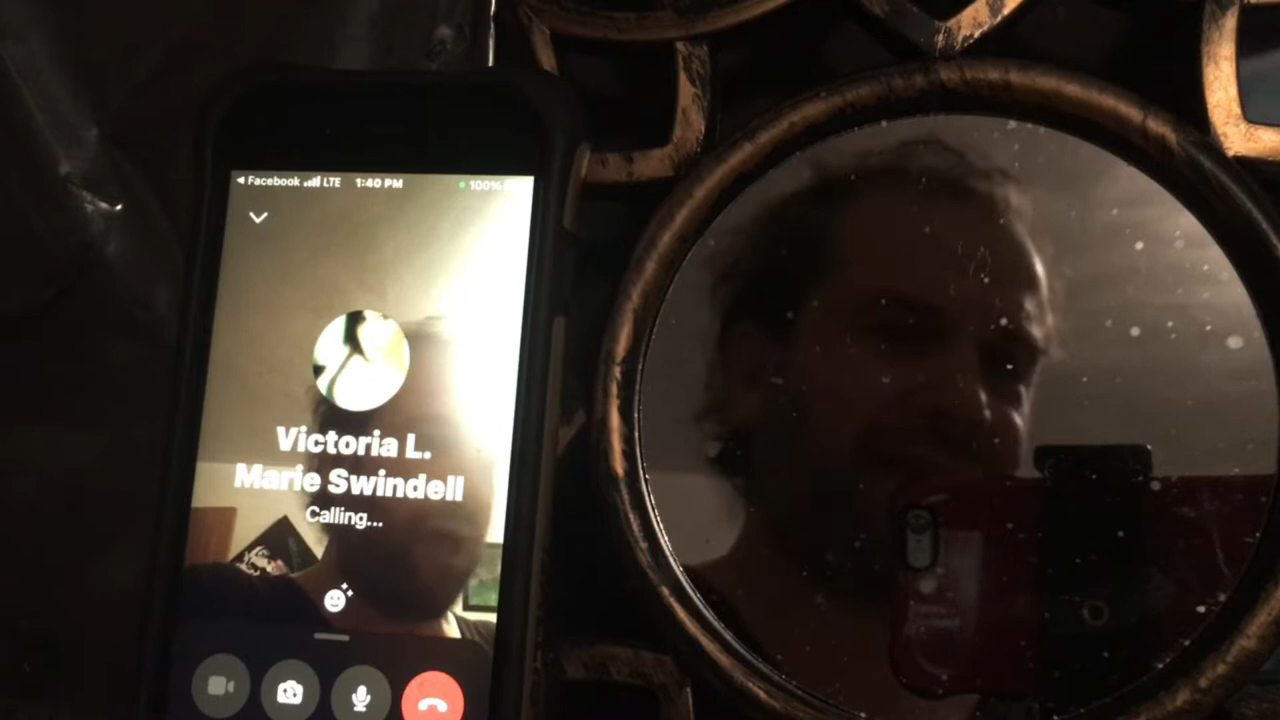 ◀ Facebook LTE 1:40 PM 100%
Victoria L.
Marie Swindell
Calling...